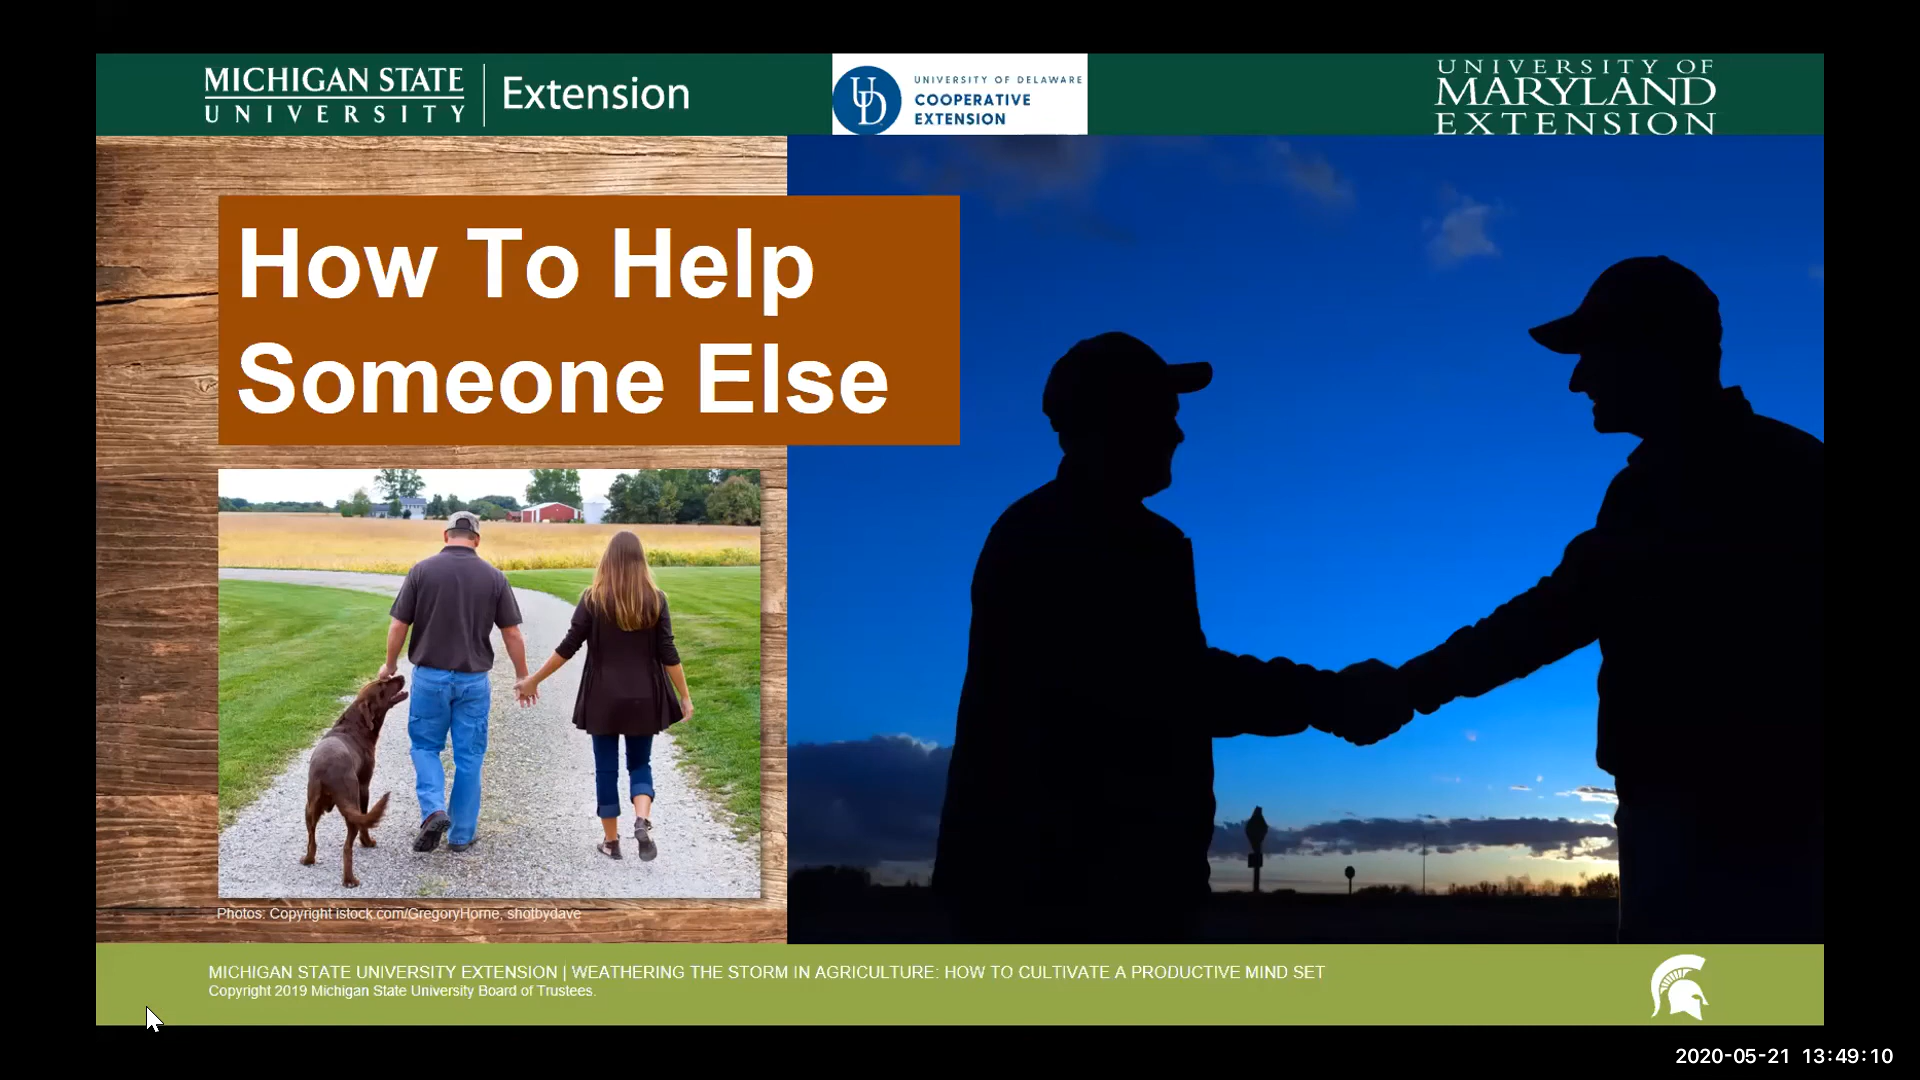 MICHIGAN STATE
UNIVERSITY
Extension
UD
UNIVERSITY OF DELAWARE
COOPERATIVE
EXTENSION
UNIVERSITY OF
MARYLAND
EXTENSION
How To Help
Someone Else
Photos: Copyright istock.com/GregoryHorne, shotbydave
MICHIGAN STATE UNIVERSITY EXTENSION | WEATHERING THE STORM IN AGRICULTURE: HOW TO CULTIVATE A PRODUCTIVE MIND SET
Copyright 2019 Michigan State University Board of Trustees.
2020-05-21 13:49:10